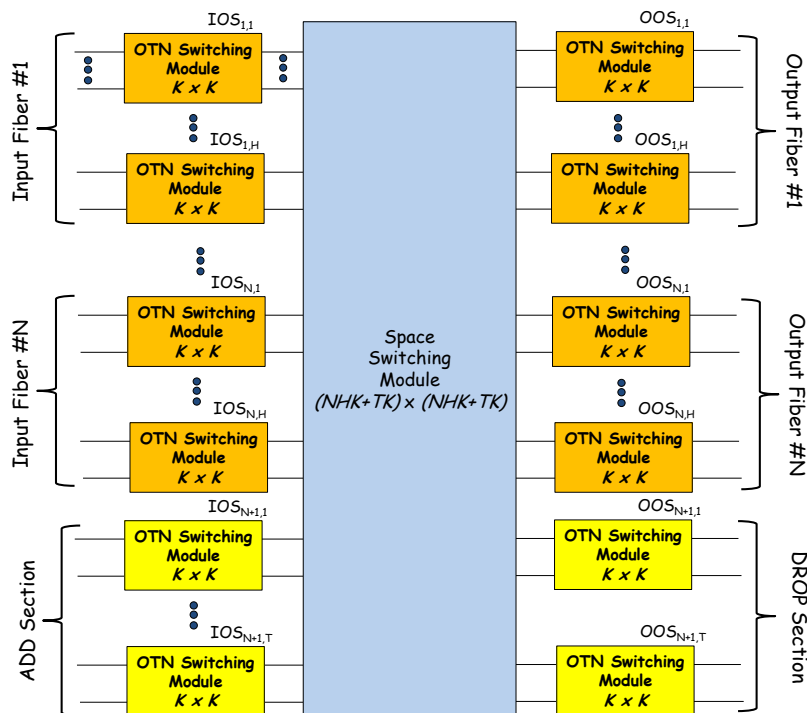 IOS1,1
OTN Switching
Module
K x K
IOS1,H
OTN Switching
Module
K x K
Input Fiber #1
IOSN,1
OTN Switching
Module
K x K
IOSN,H
OTN Switching
Module
K x K
Input Fiber #N
IOSN+1,1
OTN Switching
Module
K x K
IOSN+1,T
OTN Switching
Module
K x K
ADD Section
Space
Switching
Module
(NHK+TK) x (NHK+TK)
OOS1,1
OTN Switching
Module
K x K
OOS1,H
OTN Switching
Module
K x K
Output Fiber #1
OOSN,1
OTN Switching
Module
K x K
OOSN,H
OTN Switching
Module
K x K
Output Fiber #N
OOSN+1,1
OTN Switching
Module
K x K
OOSN+1,T
OTN Switching
Module
K x K
DROP Section